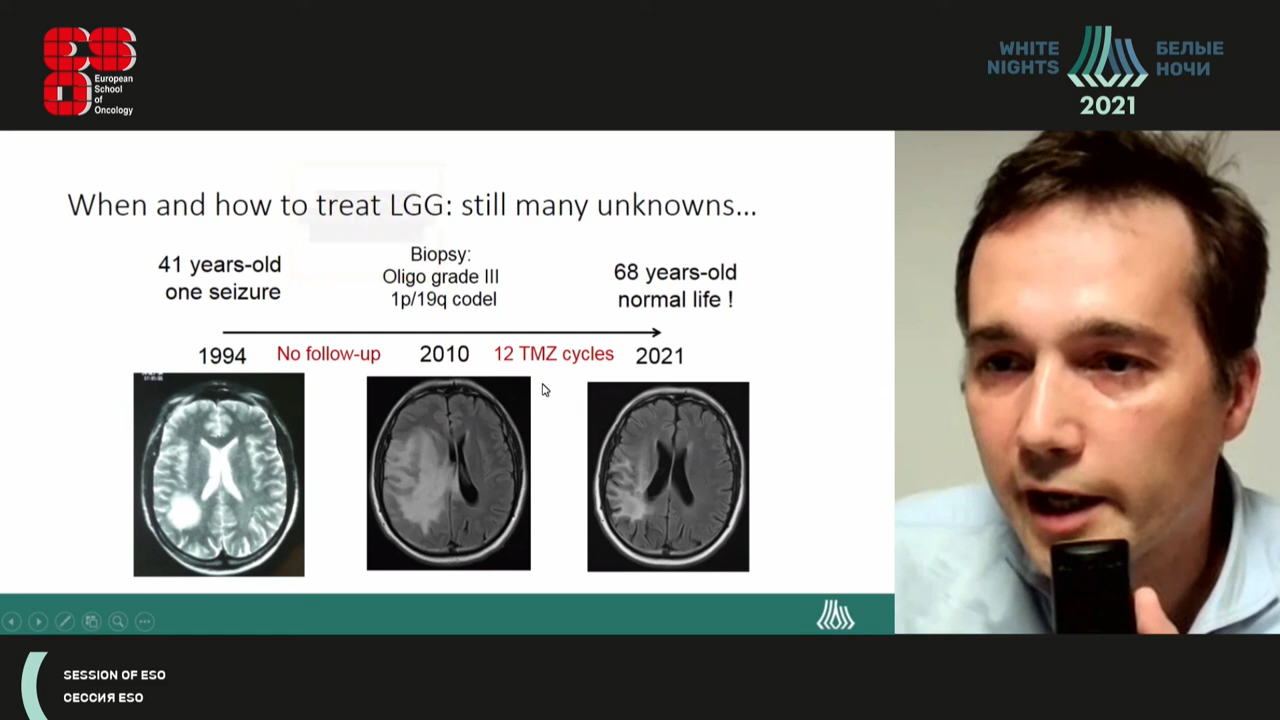 European
School
of
Oncology
WHITE
NIGHTS
БЕЛЫЕ
НОЧИ
2021
When and how to treat LGG: still many unknowns...
41 years-old
one seizure
Biopsy:
Oligo grade III
1p/19q codel
68 years-old
normal life !
1994
No follow-up
2010
12 TMZ cycles
2021
SESSION OF ESO
СЕССИЯ ESO